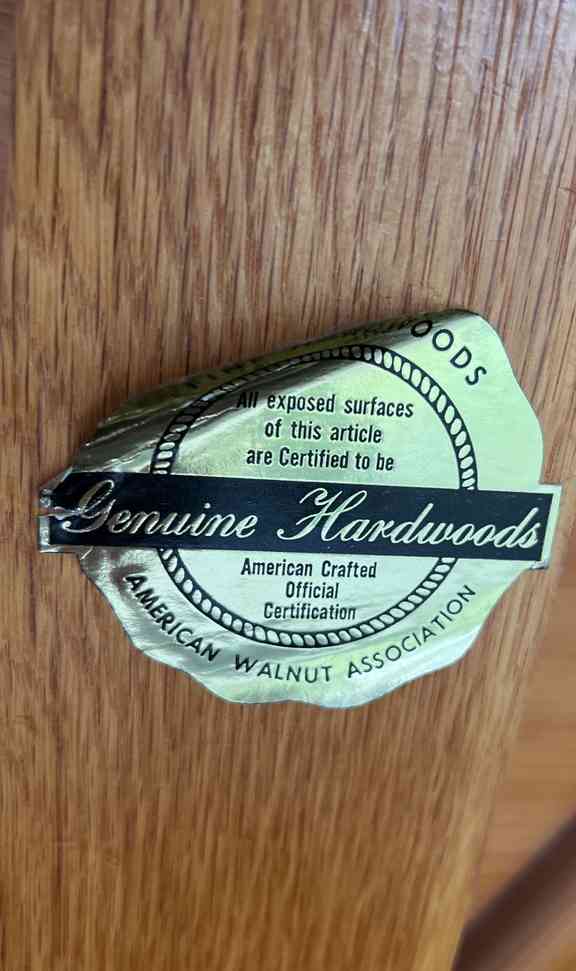 All exposed surfaces
of this article
are Certified to be
Genuine Hardwoods
American Crafted
Official
Certification
AMERICAN WALNUT ASSOCIATION